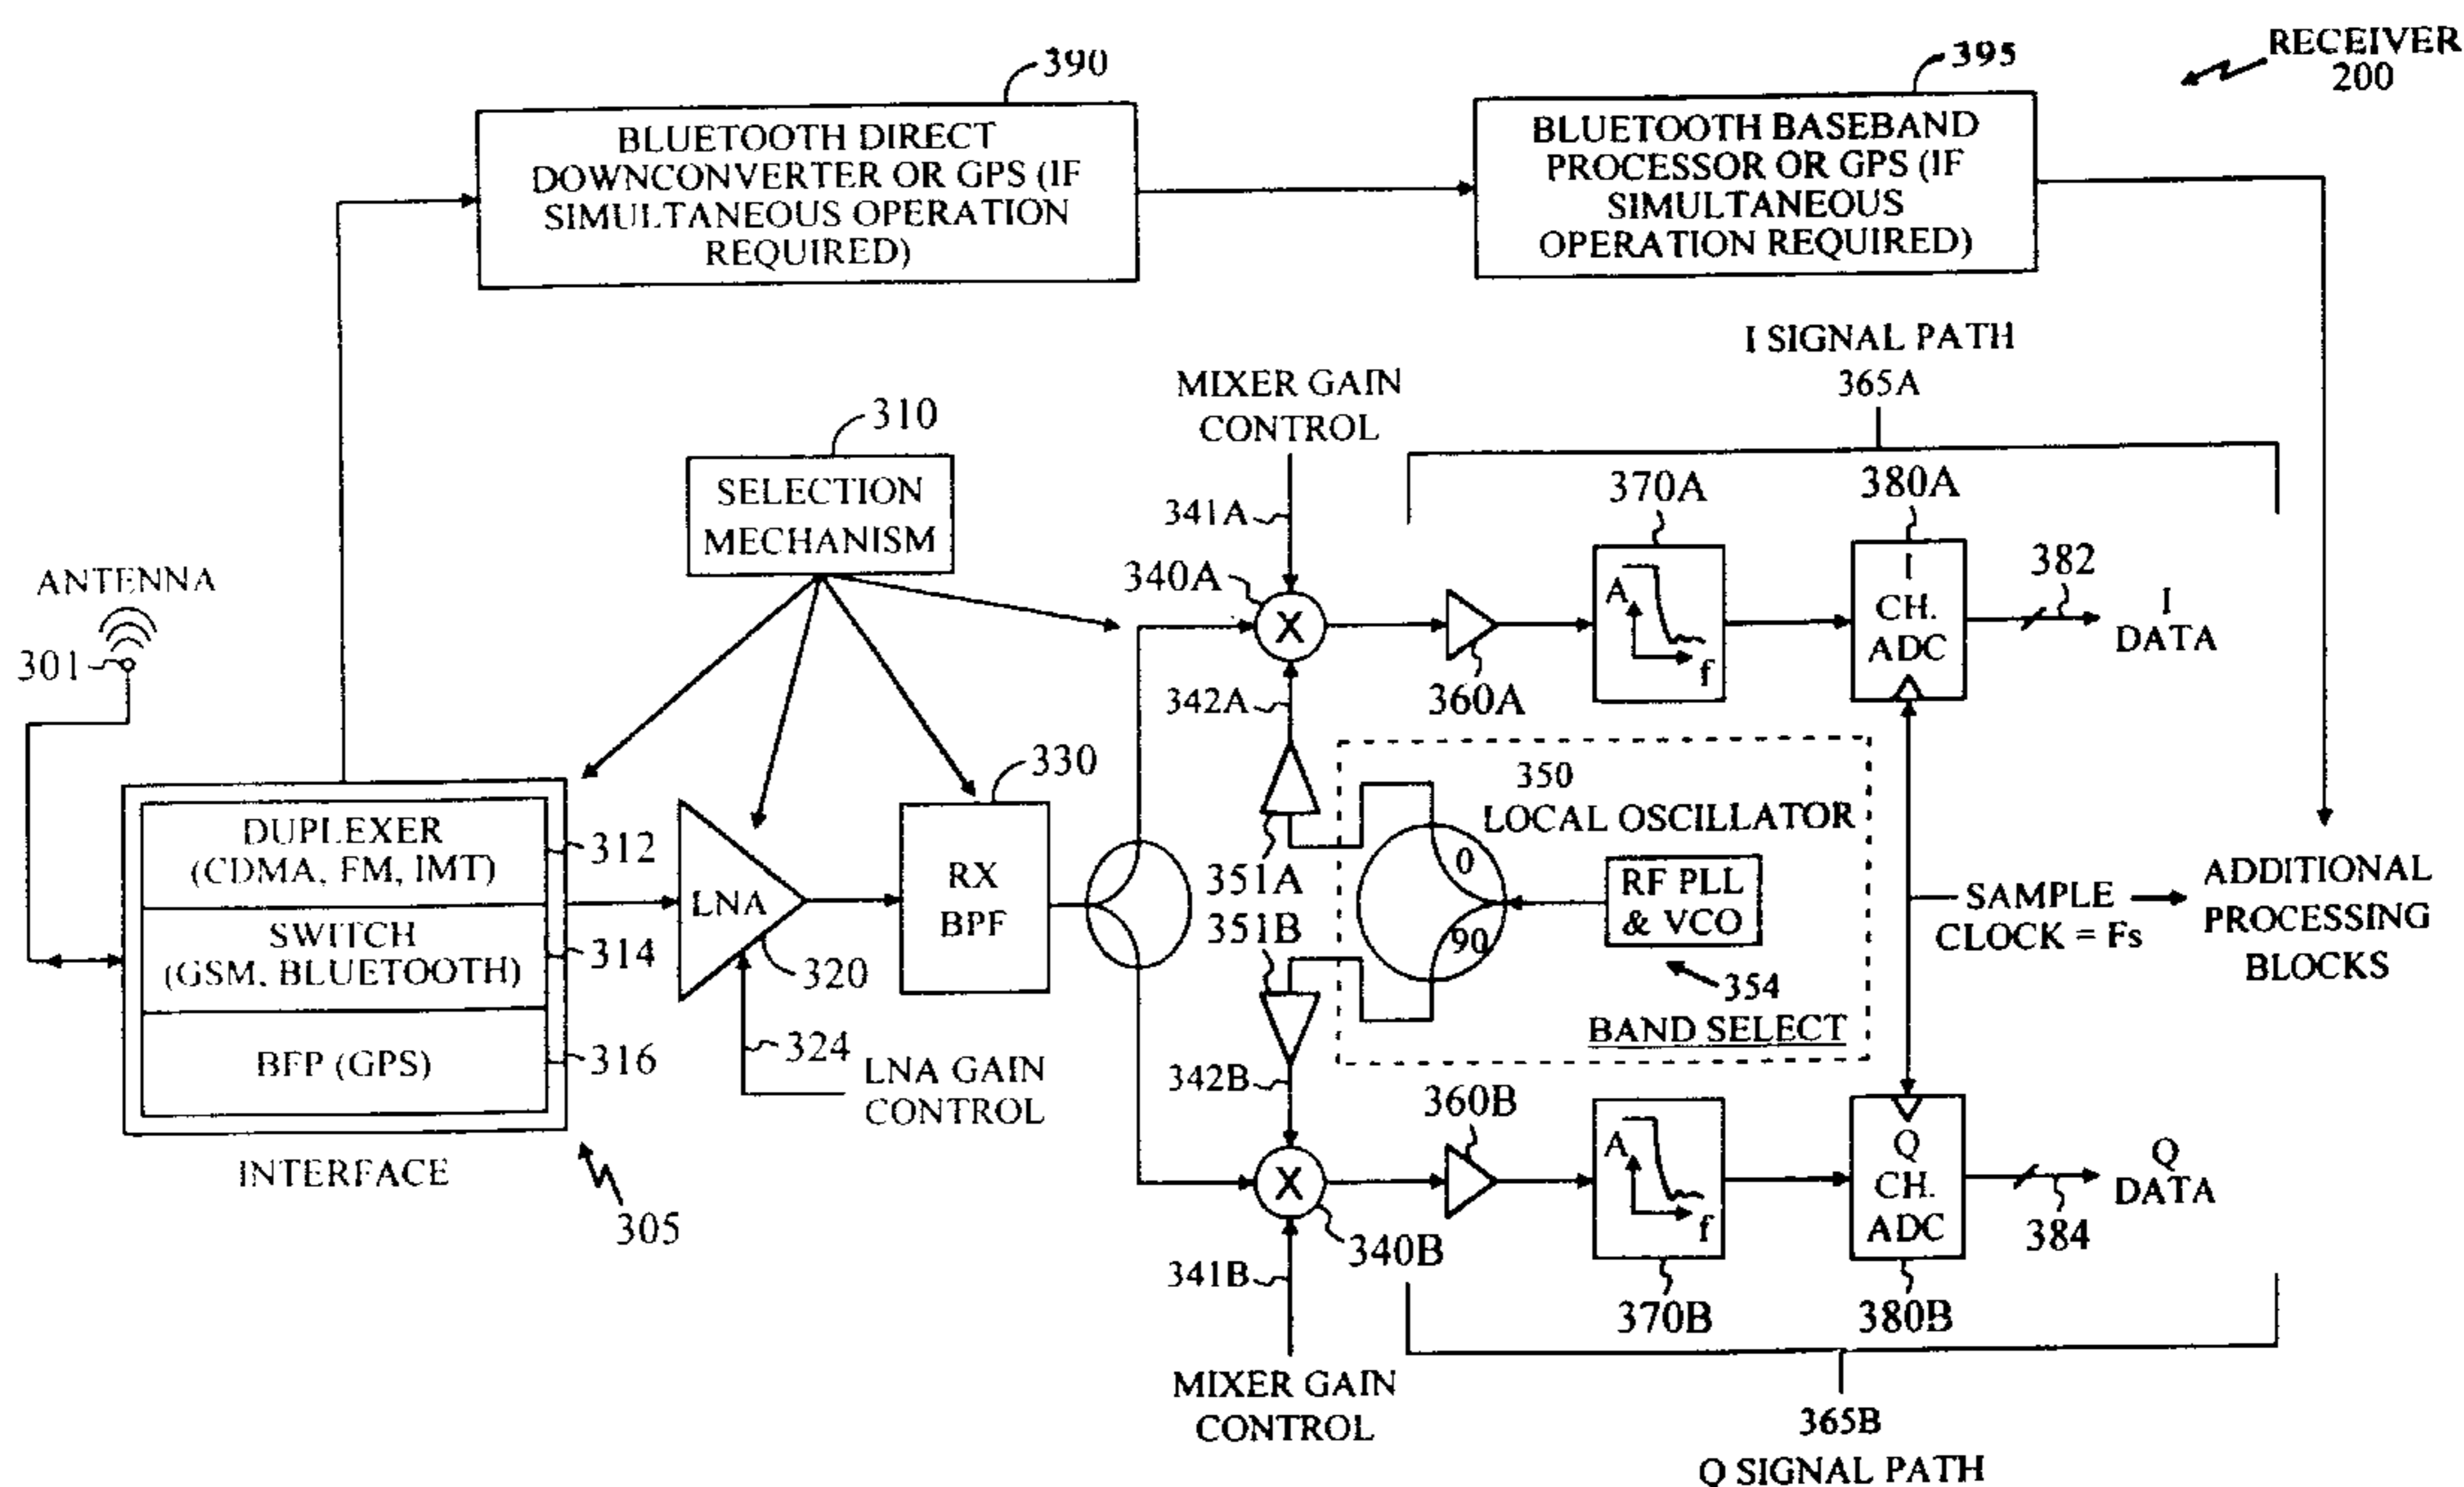 RECEIVER
200
390
395
BLUETOOTH DIRECT
DOWNCONVERTER OR GPS (IF
SIMULTANEOUS OPERATION
REQUIRED)
BLUETOOTH BASEBAND
PROCESSOR OR GPS (IF
SIMULTANEOUS
OPERATION REQUIRED)
I SIGNAL PATH
365A
MIXER GAIN
CONTROL
310
SELECTION
MECHANISM
341A
370A
380A
340A
A
f
I
CH.
ADC
382
I
DATA
ANTENNA
301
342A
360A
X
330
350
LOCAL OSCILLATOR
DUPLEXER
(CDMA, FM, IMT)
312
SWITCH
(GSM, BLUETOOTH)
314
BFP (GPS)
316
INTERFACE
305
LNA
320
324
LNA GAIN
CONTROL
RX
BPF
351A
351B
0
90
RF PLL
& VCO
354
BAND SELECT
SAMPLE
CLOCK = Fs
ADDITIONAL
PROCESSING
BLOCKS
342B
360B
X
340B
341B
A
f
370B
Q
CH.
ADC
380B
384
Q
DATA
MIXER GAIN
CONTROL
365B
Q SIGNAL PATH